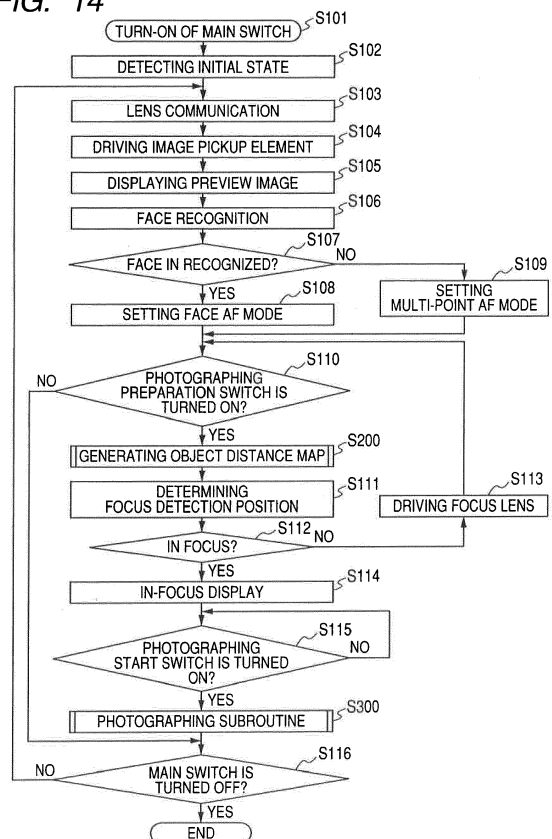 FIG. 14
TURN-ON OF MAIN SWITCH
S101
DETECTING INITIAL STATE
S102
LENS COMMUNICATION
S103
DRIVING IMAGE PICKUP ELEMENT
S104
DISPLAYING PREVIEW IMAGE
S105
FACE RECOGNITION
S106
FACE IN RECOGNIZED?
S107
NO
YES
SETTING FACE AF MODE
S108
SETTING
MULTI-POINT AF MODE
S109
PHOTOGRAPHING
PREPARATION SWITCH IS
TURNED ON?
S110
NO
YES
GENERATING OBJECT DISTANCE MAP
S200
DETERMINING
FOCUS DETECTION POSITION
S111
IN FOCUS?
S112
NO
YES
DRIVING FOCUS LENS
S113
IN-FOCUS DISPLAY
S114
PHOTOGRAPHING
START SWITCH IS TURNED
ON?
S115
NO
YES
PHOTOGRAPHING SUBROUTINE
S300
MAIN SWITCH IS
TURNED OFF?
S116
NO
YES
END